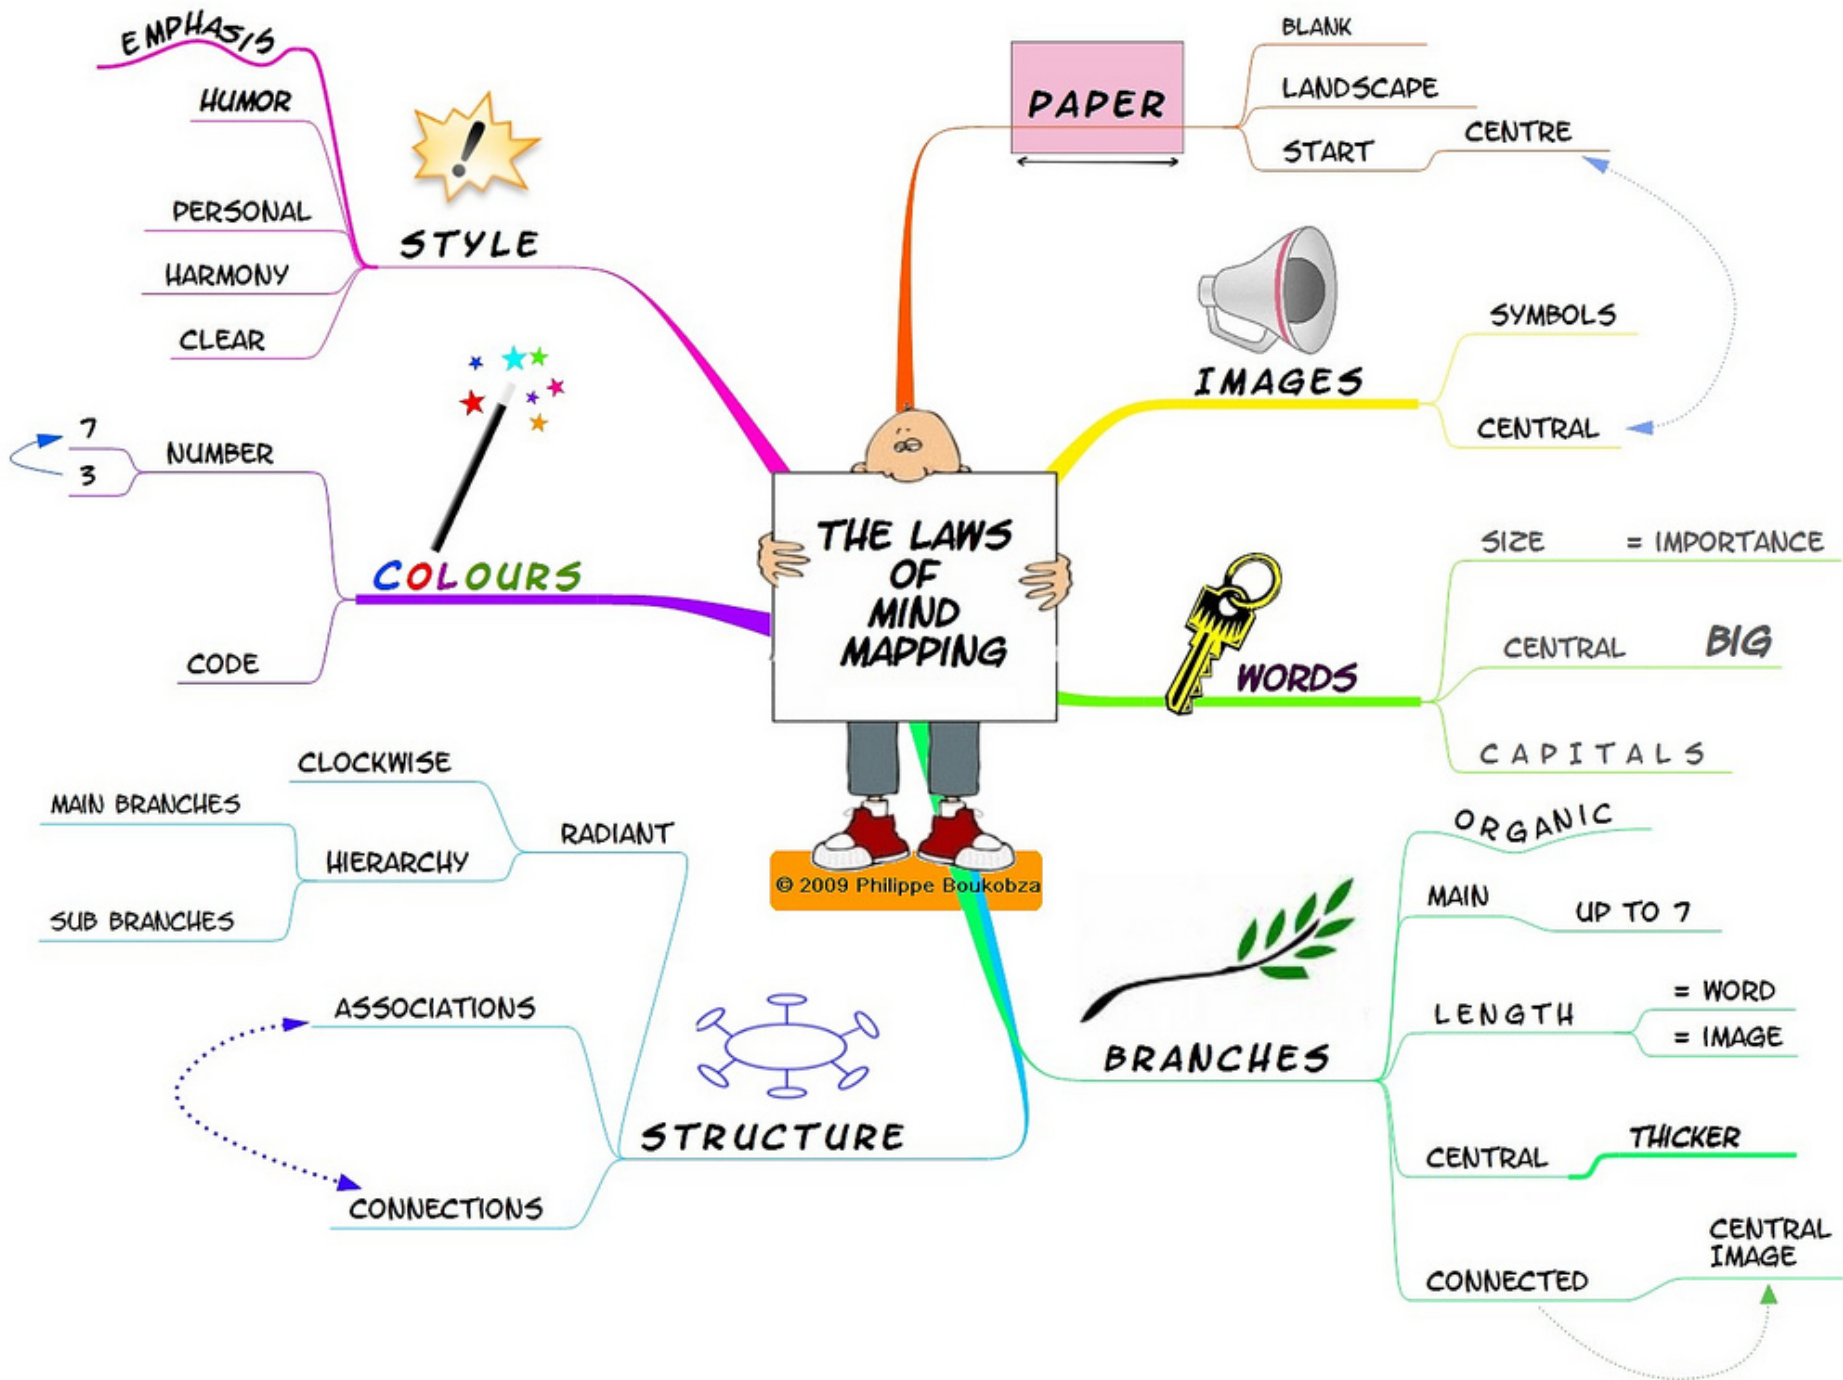 THE LAWS
OF
MIND
MAPPING
© 2009 Philippe Boukobza
PAPER
BLANK
LANDSCAPE
START
CENTRE
IMAGES
SYMBOLS
CENTRAL
WORDS
SIZE = IMPORTANCE
CENTRAL BIG
CAPITALS
BRANCHES
ORGANIC
MAIN
UP TO 7
LENGTH
= WORD
= IMAGE
CENTRAL
THICKER
CONNECTED
CENTRAL
IMAGE
STRUCTURE
RADIANT
CLOCKWISE
HIERARCHY
MAIN BRANCHES
SUB BRANCHES
ASSOCIATIONS
CONNECTIONS
COLOURS
NUMBER
7
3
CODE
STYLE
EMPHASIS
HUMOR
PERSONAL
HARMONY
CLEAR